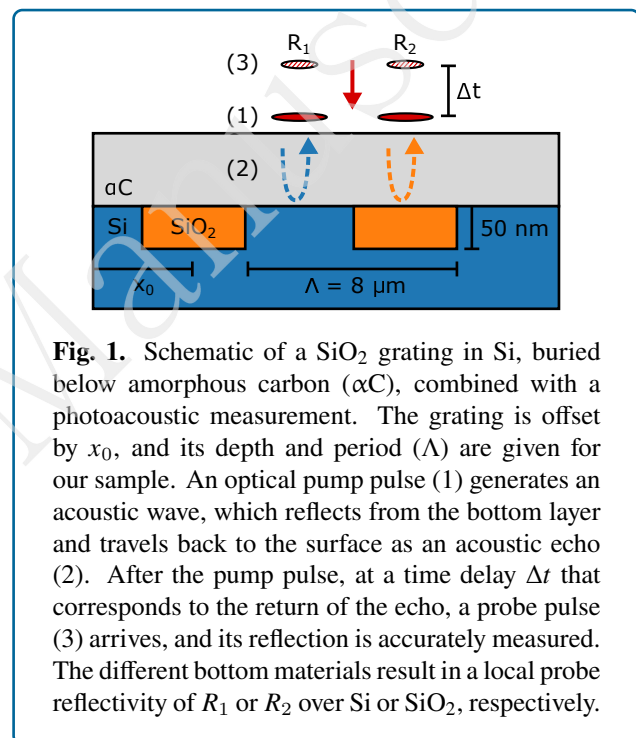 R₁ R₂
(3)
Δt
(1)
(2)
αC
Si SiO₂ 50 nm
x₀ Λ = 8 μm
Fig. 1. Schematic of a SiO₂ grating in Si, buried
below amorphous carbon (αC), combined with a
photoacoustic measurement. The grating is offset
by x₀, and its depth and period (Λ) are given for
our sample. An optical pump pulse (1) generates an
acoustic wave, which reflects from the bottom layer
and travels back to the surface as an acoustic echo
(2). After the pump pulse, at a time delay Δt that
corresponds to the return of the echo, a probe pulse
(3) arrives, and its reflection is accurately measured.
The different bottom materials result in a local probe
reflectivity of R₁ or R₂ over Si or SiO₂, respectively.